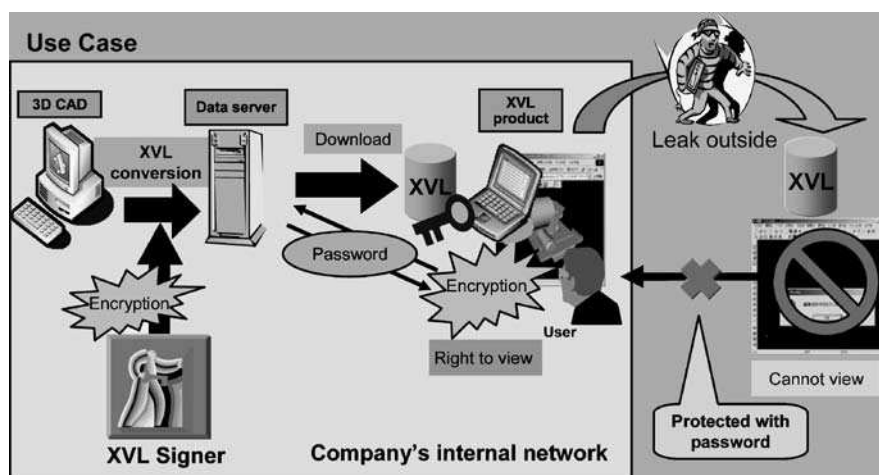 Use Case
3D CAD
Data server
XVL
product
Leak outside
XVL
conversion
Download
XVL
XVL
Password
Encryption
Encryption
User
Right to view
Cannot view
Protected with
password
XVL Signer
Company's internal network